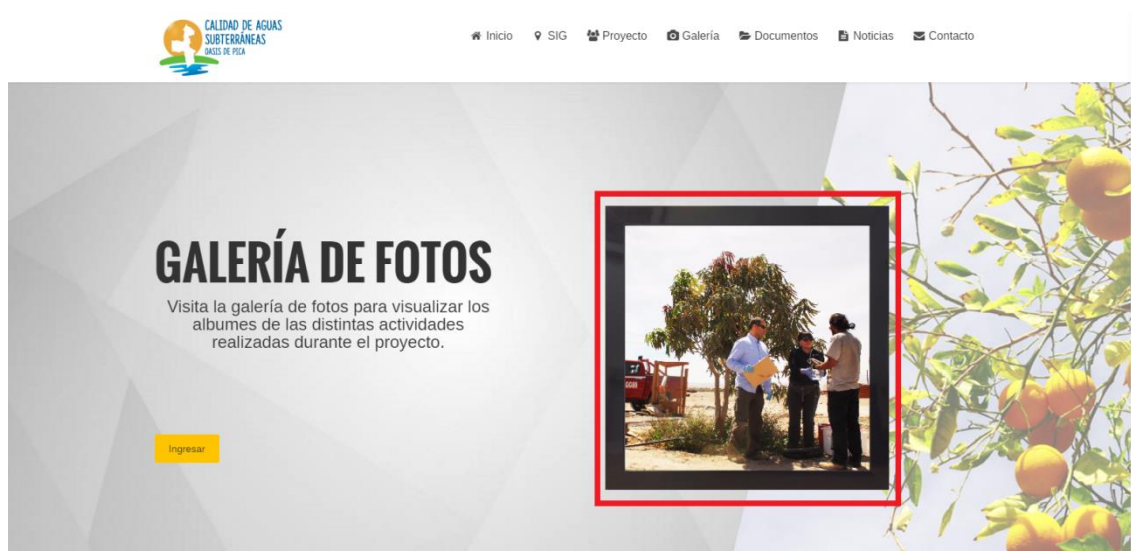 CALIDAD DE AGUAS
SUBTERRÁNEAS
OASIS DE PICA
Inicio SIG Proyecto Galería Documentos Noticias Contacto
GALERÍA DE FOTOS
Visita la galería de fotos para visualizar los
albumes de las distintas actividades
realizadas durante el proyecto.
Ingresar